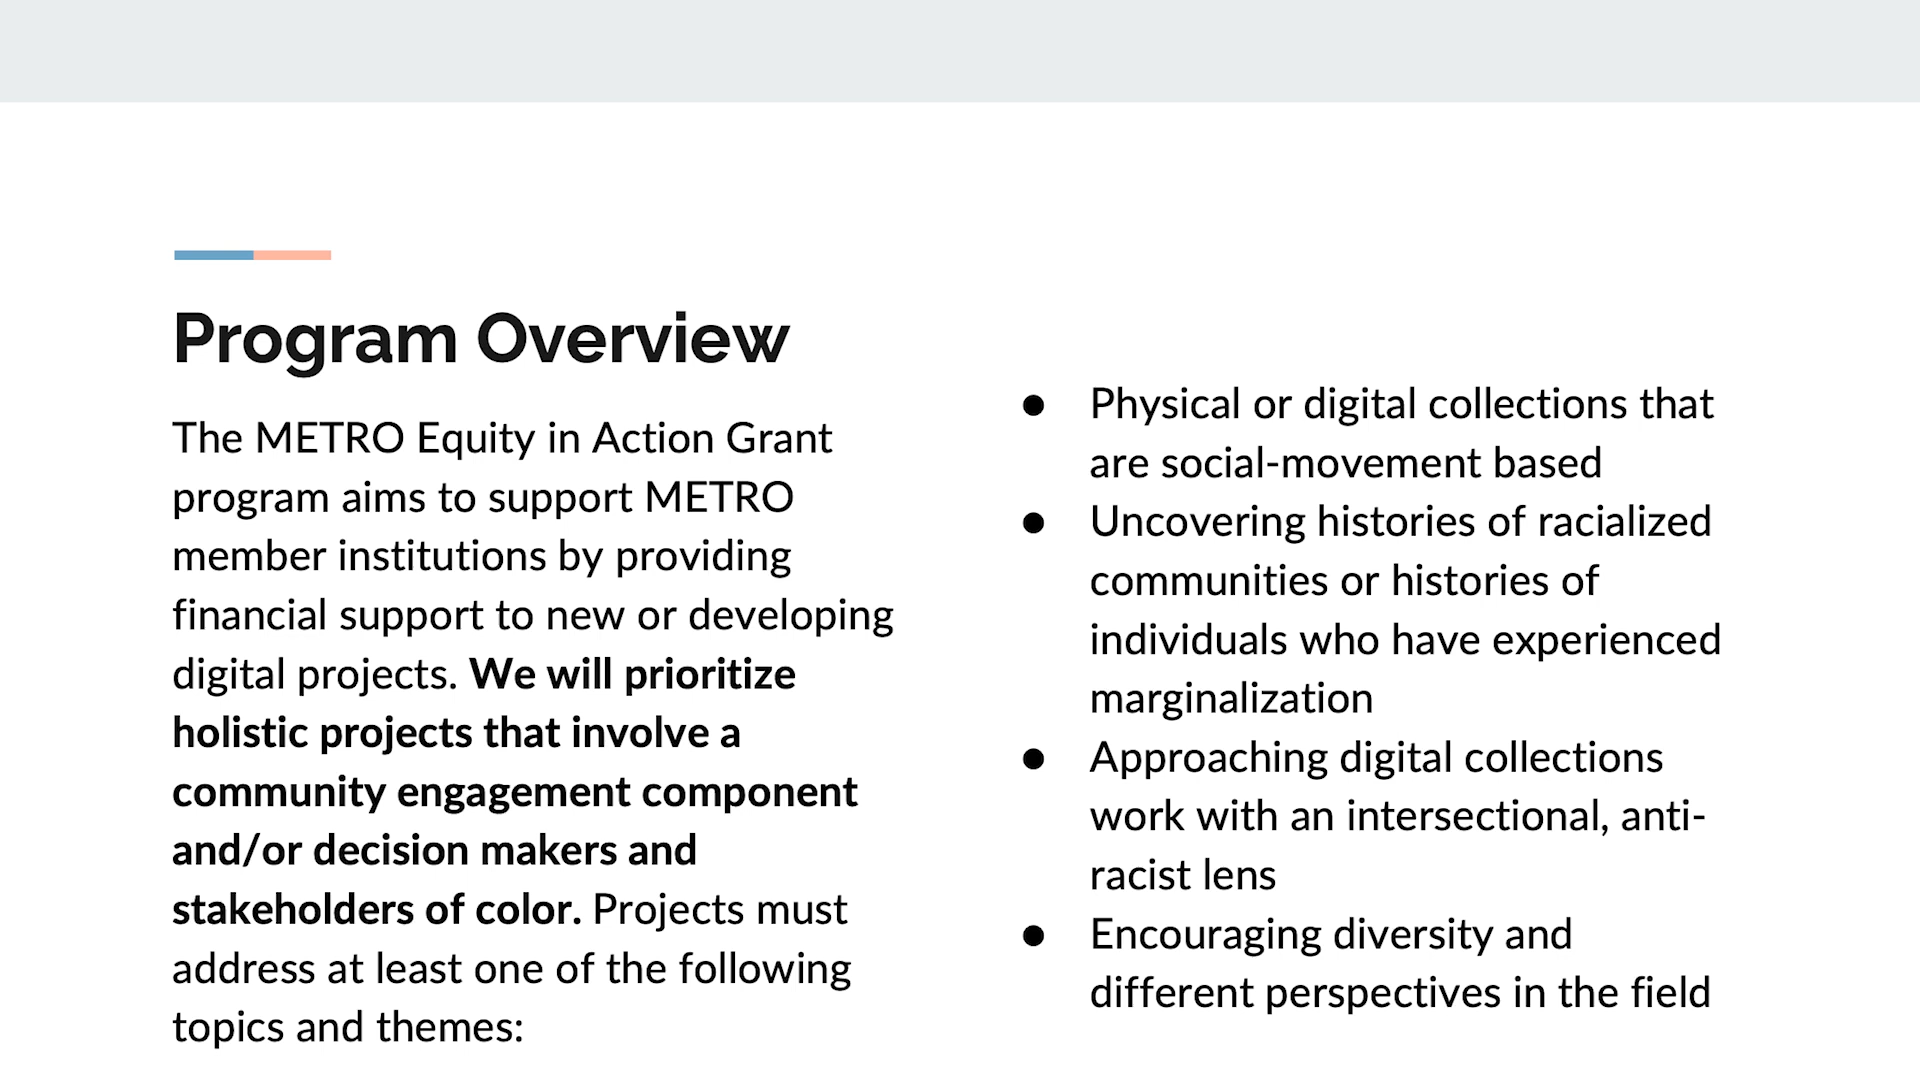 Program Overview
The METRO Equity in Action Grant
program aims to support METRO
member institutions by providing
financial support to new or developing
digital projects. We will prioritize
holistic projects that involve a
community engagement component
and/or decision makers and
stakeholders of color. Projects must
address at least one of the following
topics and themes:
● Physical or digital collections that
are social-movement based
● Uncovering histories of racialized
communities or histories of
individuals who have experienced
marginalization
● Approaching digital collections
work with an intersectional, anti-
racist lens
● Encouraging diversity and
different perspectives in the field